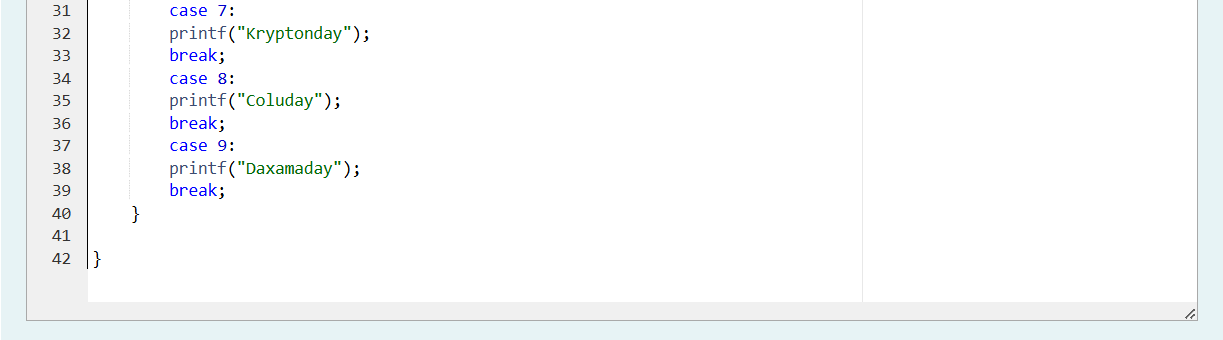 31 case 7:
32 printf("Kryptonday");
33 break;
34 case 8:
35 printf("Coluday");
36 break;
37 case 9:
38 printf("Daxamaday");
39 break;
40 }
41
42 }